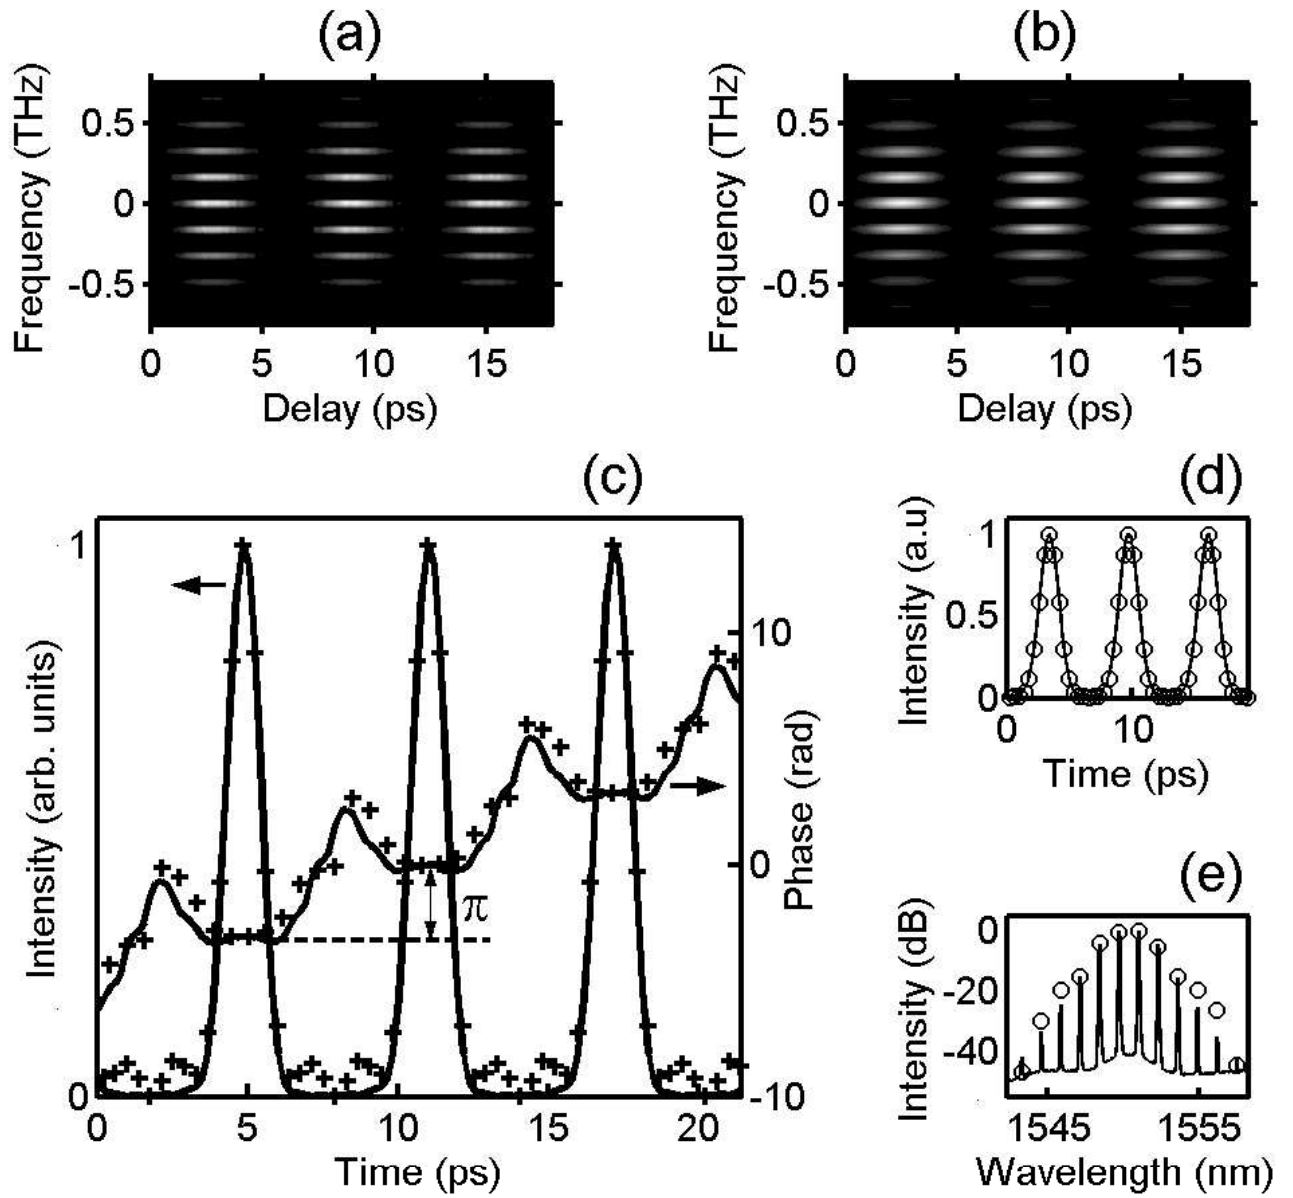 (a)
Frequency (THz)
0.5
0
-0.5
0 5 10 15
Delay (ps)
(b)
Frequency (THz)
0.5
0
-0.5
0 5 10 15
Delay (ps)
(c)
Intensity (arb. units)
1
0
π
10
0
-10
Phase (rad)
0 5 10 15 20
Time (ps)
(d)
Intensity (a.u)
1
0.5
0
0 10
Time (ps)
(e)
Intensity (dB)
0
-20
-40
1545 1555
Wavelength (nm)